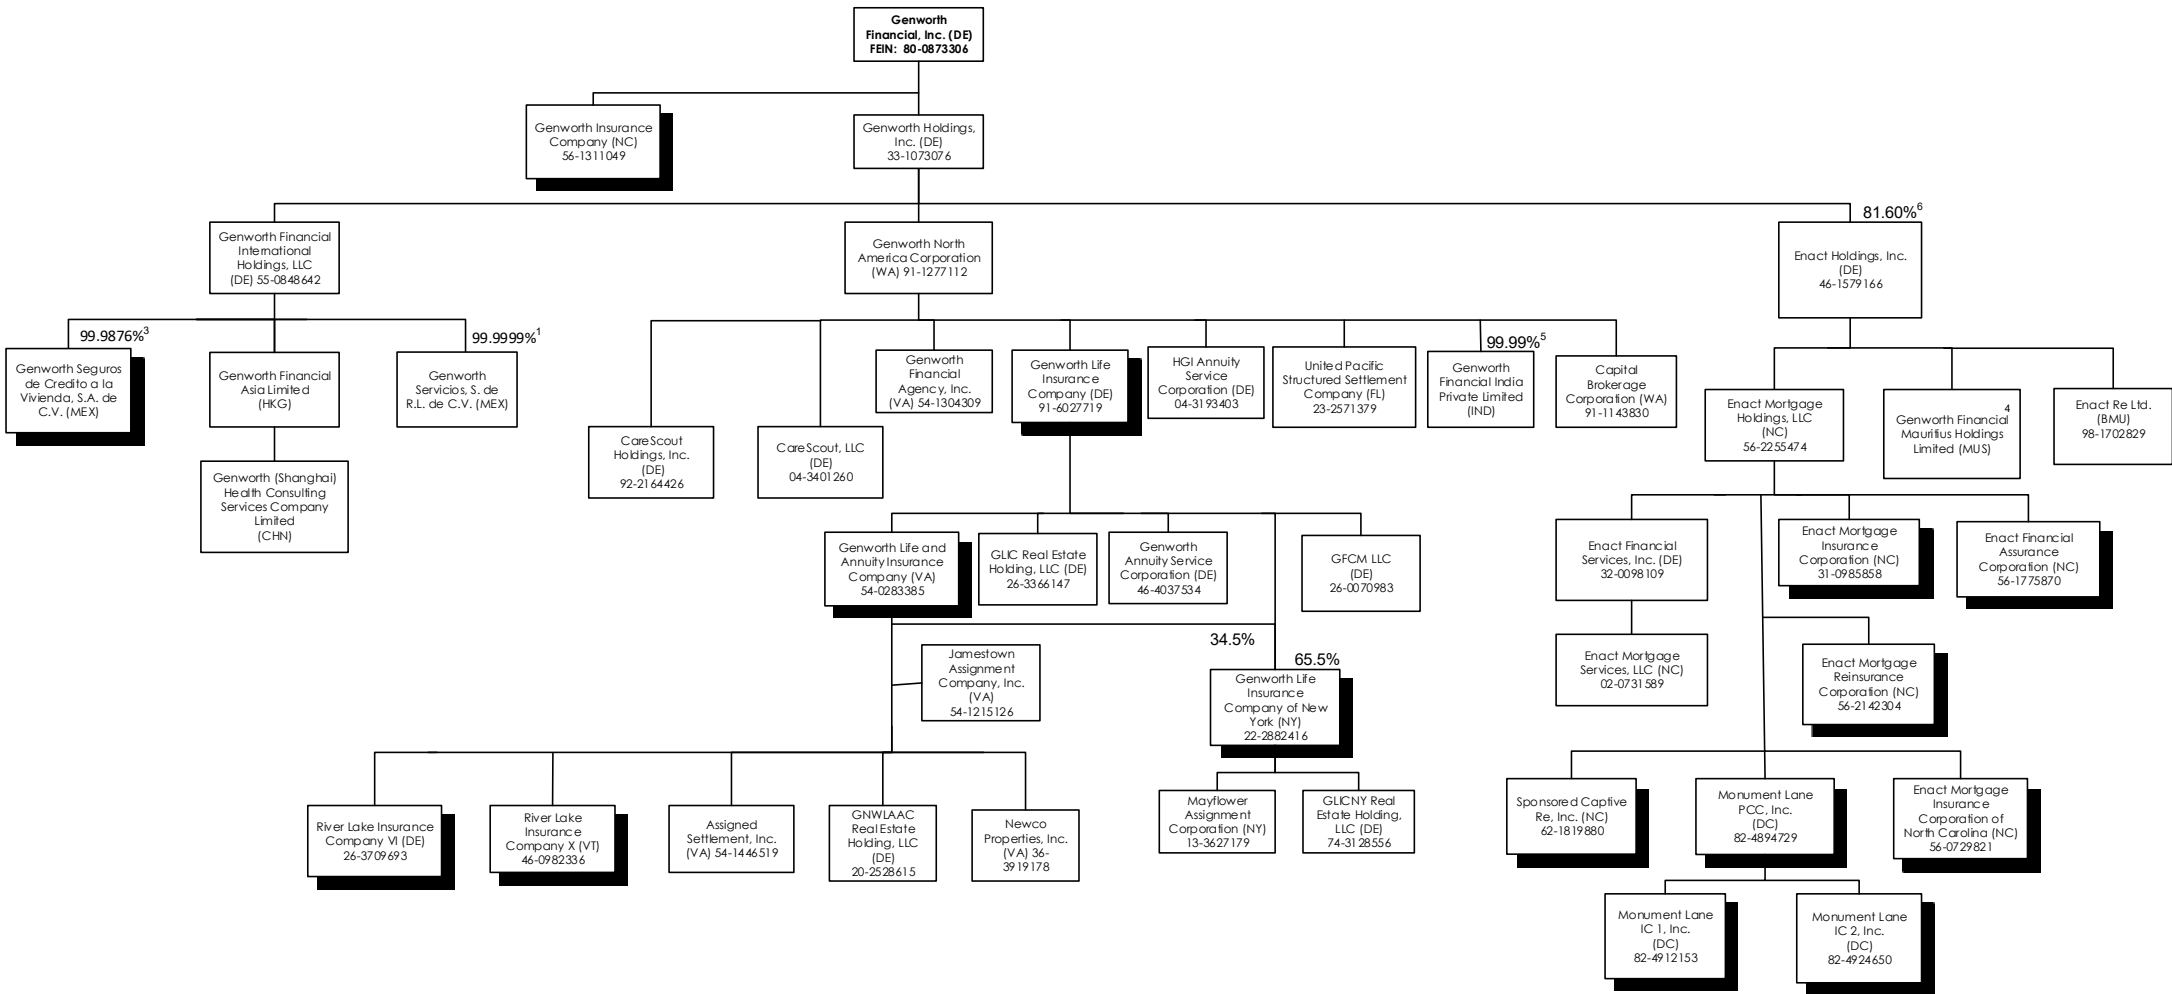 Genworth
Financial, Inc. (DE)
FEIN: 80-0873306
Genworth Insurance
Company (NC)
56-1311049
Genworth Holdings,
Inc. (DE)
33-1073076
Genworth Financial
International
Holdings, LLC
(DE) 55-0848642
Genworth North
America Corporation
(WA) 91-1277112
81.60%6
Enact Holdings, Inc.
(DE)
46-1579166
99.9876%3
Genworth Seguros
de Credito a la
Vivienda, S.A. de
C.V. (MEX)
Genworth Financial
Asia Limited
(HKG)
99.9999%1
Genworth
Servicios, S. de
R.L. de C.V. (MEX)
Genworth (Shanghai)
Health Consulting
Services Company
Limited
(CHN)
CareScout
Holdings, Inc.
(DE)
92-2164426
CareScout, LLC
(DE)
04-3401260
Genworth
Financial
Agency, Inc.
(VA) 54-1304309
Genworth Life
Insurance
Company (DE)
91-6027719
HGI Annuity
Service
Corporation (DE)
04-3193403
United Pacific
Structured Settlement
Company (FL)
23-2571379
99.99%5
Genworth
Financial India
Private Limited
(IND)
Capital
Brokerage
Corporation (WA)
91-1143830
Enact Mortgage
Holdings, LLC
(NC)
56-2255474
4
Genworth Financial
Mauritius Holdings
Limited (MUS)
Enact Re Ltd.
(BMU)
98-1702829
Genworth Life and
Annuity Insurance
Company (VA)
54-0283385
GLIC Real Estate
Holding, LLC (DE)
26-3366147
Genworth
Annuity Service
Corporation (DE)
46-4037534
GFCM LLC
(DE)
26-0070983
Enact Financial
Services, Inc. (DE)
32-0098109
Enact Mortgage
Insurance
Corporation (NC)
31-0985858
Enact Financial
Assurance
Corporation (NC)
56-1775870
34.5%
65.5%
Jamestown
Assignment
Company, Inc.
(VA)
54-1215126
Genworth Life
Insurance
Company of New
York (NY)
22-2882416
Enact Mortgage
Services, LLC (NC)
02-0731589
Enact Mortgage
Reinsurance
Corporation (NC)
56-2142304
River Lake Insurance
Company VI (DE)
26-3709693
River Lake
Insurance
Company X (VT)
46-0982336
Assigned
Settlement, Inc.
(VA) 54-1446519
GNWLAAC
Real Estate
Holding, LLC
(DE)
20-2528615
Newco
Properties, Inc.
(VA) 36-
3919178
Mayflower
Assignment
Corporation (NY)
13-3627179
GLICNY Real
Estate Holding,
LLC (DE)
74-3128556
Sponsored Captive
Re, Inc. (NC)
62-1819880
Monument Lane
PCC, Inc.
(DC)
82-4894729
Enact Mortgage
Insurance
Corporation of
North Carolina (NC)
56-0729821
Monument Lane
IC 1, Inc.
(DC)
82-4912153
Monument Lane
IC 2, Inc.
(DC)
82-4924650